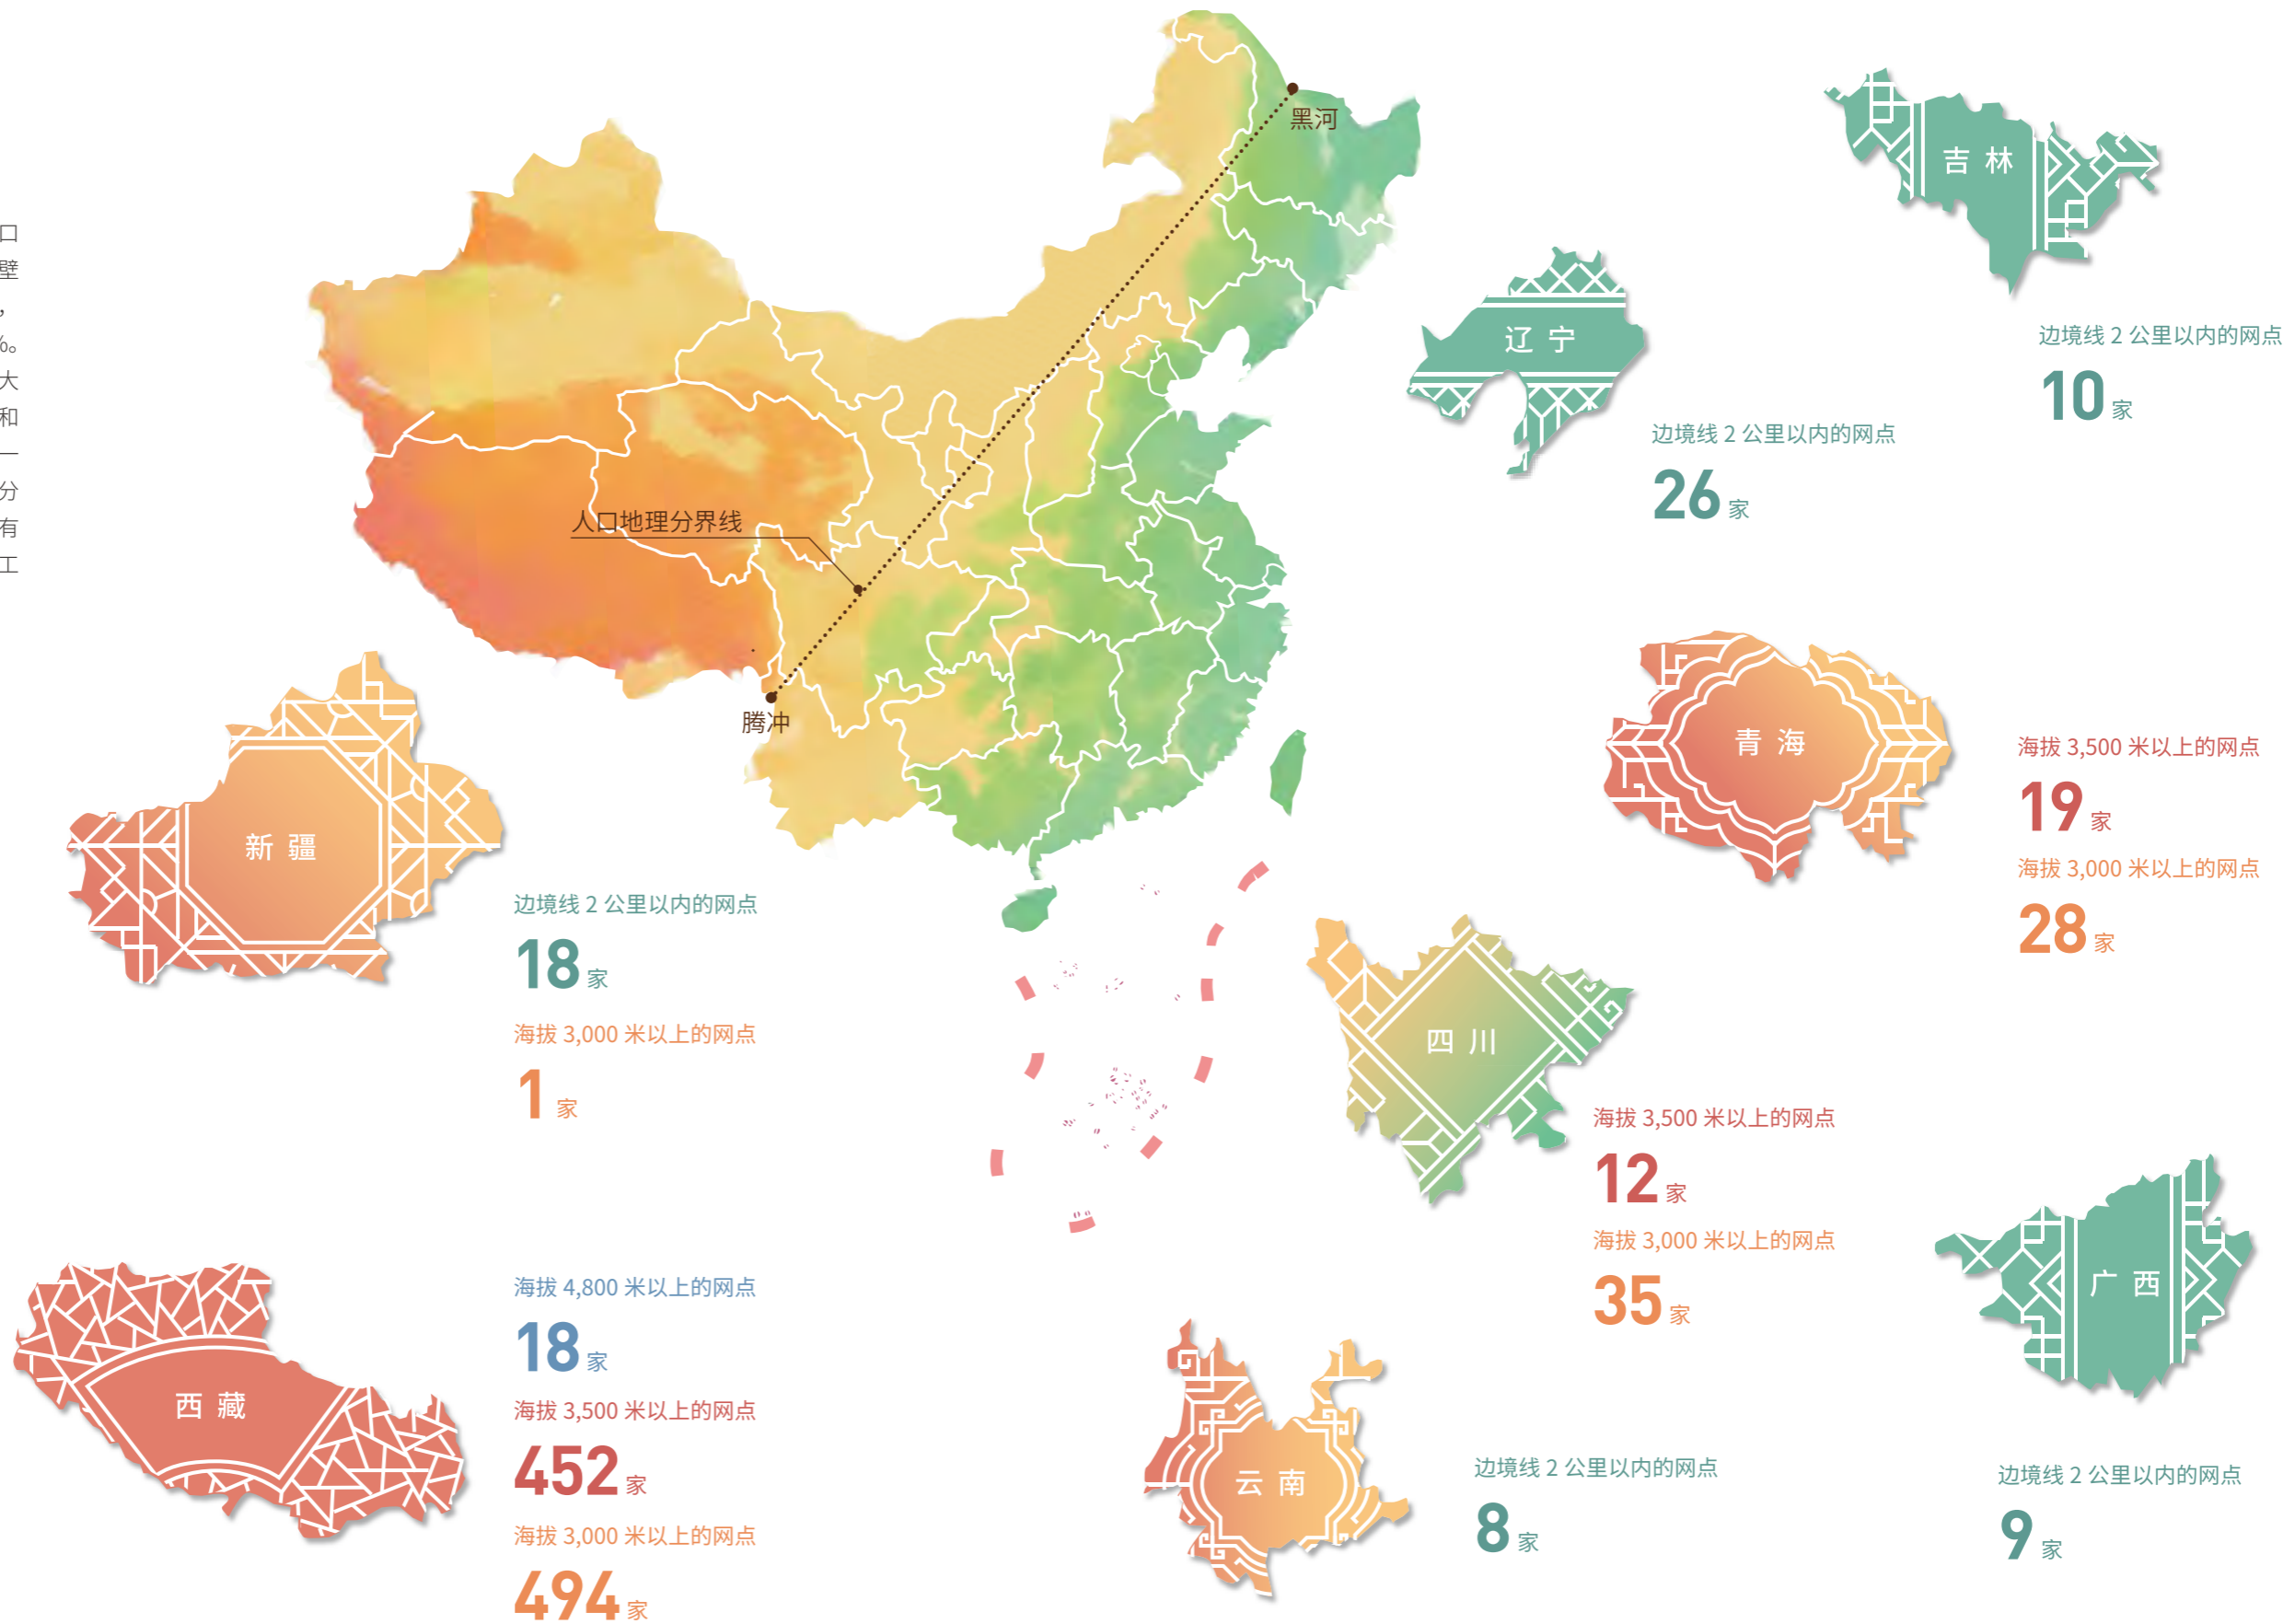 口
壁
，
%。
大
和
一
分
有
工
黑河
人口地理分界线
腾冲
吉林
边境线 2 公里以内的网点
10 家
辽宁
边境线 2 公里以内的网点
26 家
青海
海拔 3,500 米以上的网点
19 家
海拔 3,000 米以上的网点
28 家
新疆
边境线 2 公里以内的网点
18 家
海拔 3,000 米以上的网点
1 家
四川
海拔 3,500 米以上的网点
12 家
海拔 3,000 米以上的网点
35 家
西藏
海拔 4,800 米以上的网点
18 家
海拔 3,500 米以上的网点
452 家
海拔 3,000 米以上的网点
494 家
云南
边境线 2 公里以内的网点
8 家
广西
边境线 2 公里以内的网点
9 家